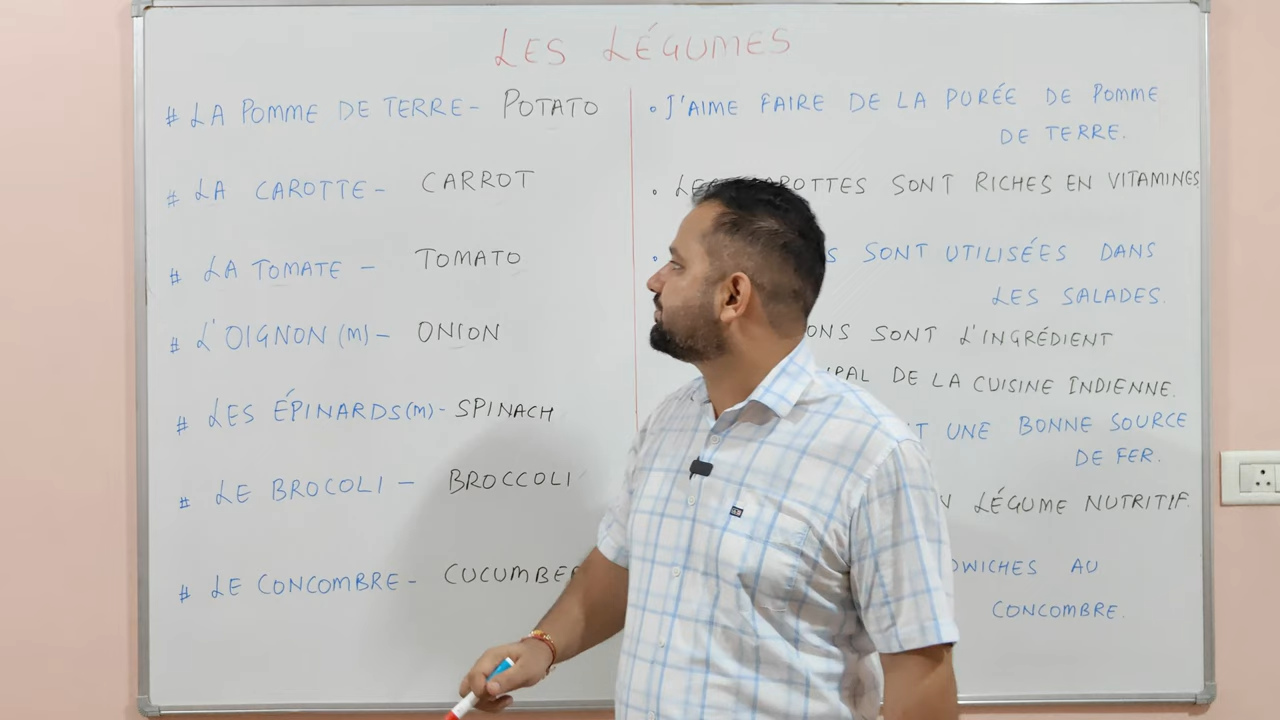 LES LÉGUMES
# LA POMME DE TERRE - POTATO
# LA CAROTTE - CARROT
# LA TOMATE - TOMATO
# L'OIGNON (M) - ONION
# LES ÉPINARDS (M) - SPINACH
# LE BROCOLI - BROCCOLI
# LE CONCOMBRE - CUCUMBE
• J'AIME FAIRE DE LA PURÉE DE POMME
DE TERRE.
• LES CAROTTES SONT RICHES EN VITAMINES
• S SONT UTILISÉES DANS
LES SALADES.
ONS SONT L'INGRÉDIENT
IPAL DE LA CUISINE INDIENNE.
T UNE BONNE SOURCE
DE FER.
N LÉGUME NUTRITIF.
DWICHES AU
CONCOMBRE.